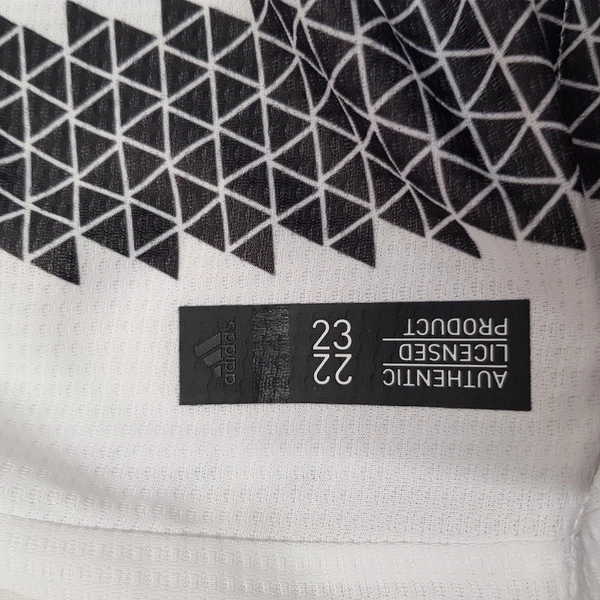 AUTHENTIC
LICENSED
PRODUCT
22
23
adidas